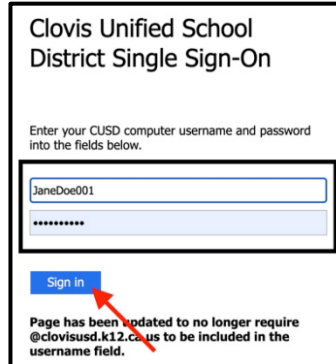 Clovis Unified School
District Single Sign-On
Enter your CUSD computer username and password
into the fields below.
JaneDoe001
••••••••••
Sign in
Page has been updated to no longer require
@clovisusd.k12.ca.us to be included in the
username field.